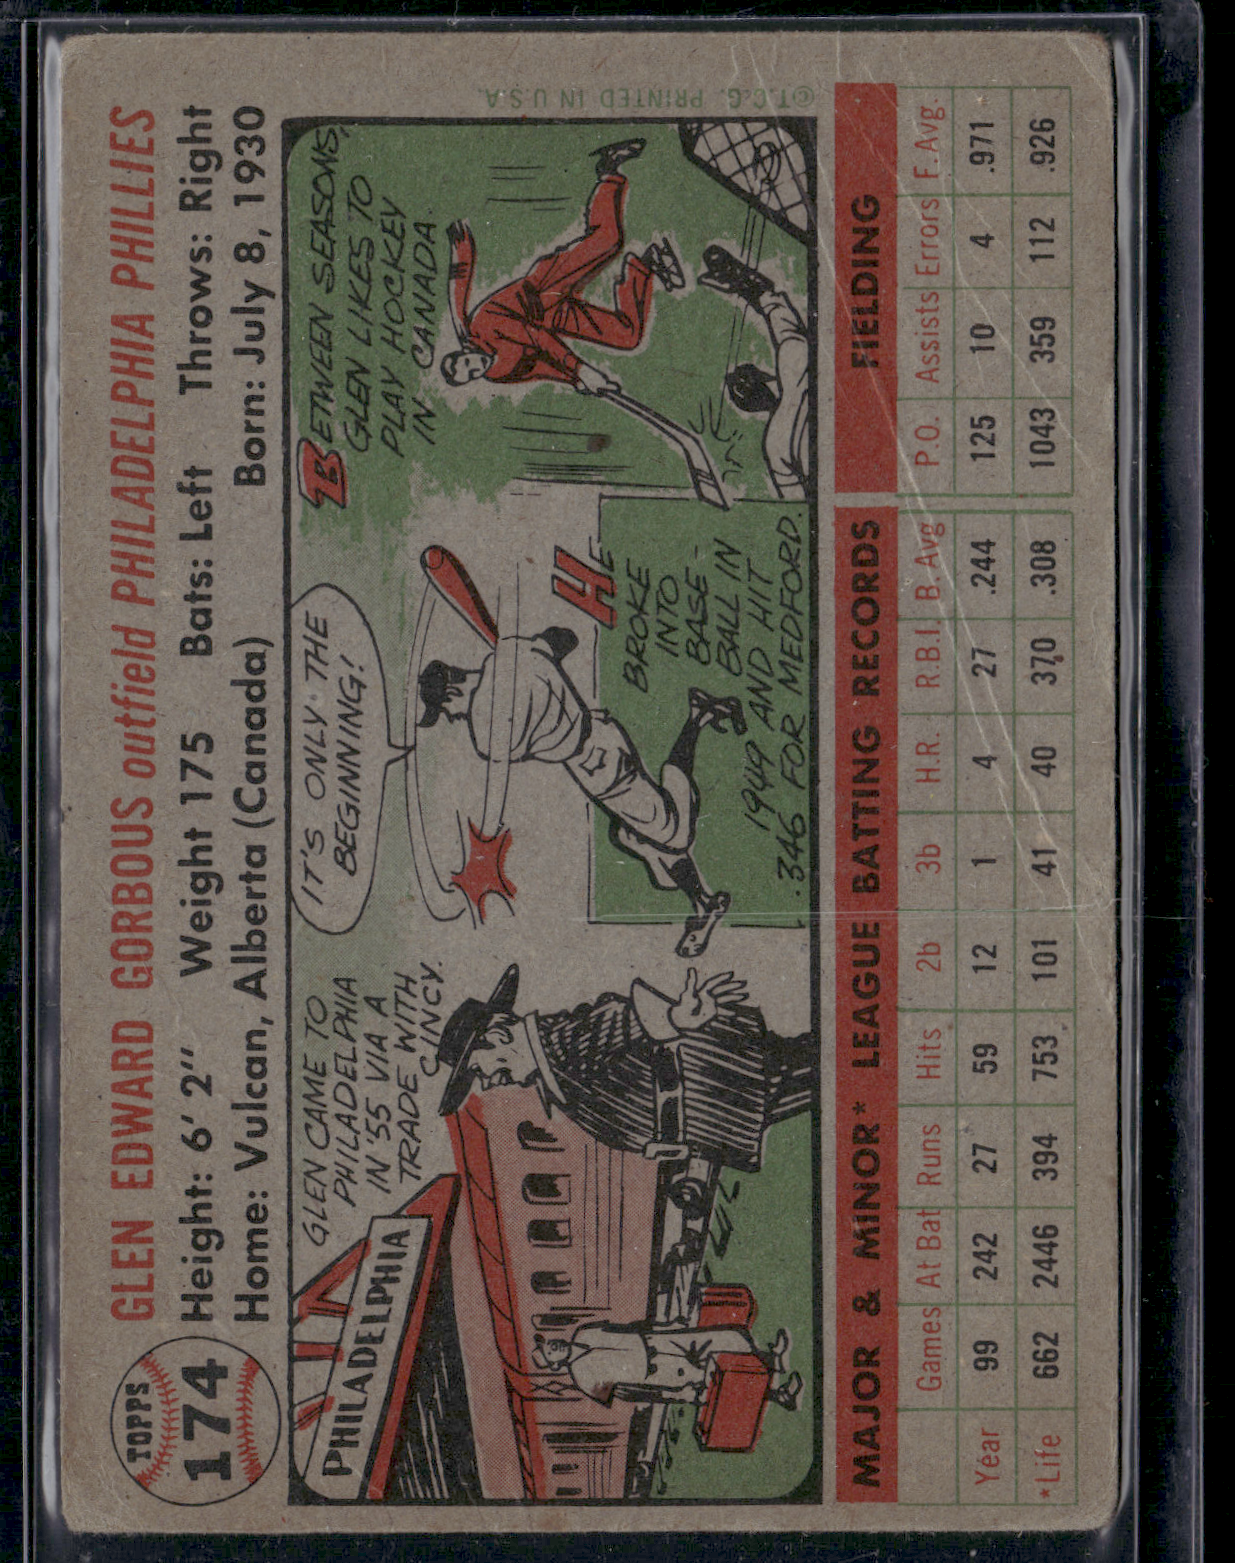 TOPPS
174
GLEN EDWARD GORBOUS outfield PHILADELPHIA PHILLIES
Height: 6' 2" Weight 175 Bats: Left Throws: Right
Home: Vulcan, Alberta (Canada) Born: July 8, 1930
PHILADELPHIA
GLEN CAME TO
PHILADELPHIA
IN '55 VIA A
TRADE WITH
CINCY.
IT'S ONLY THE
BEGINNING!
HE
BROKE
INTO
BASE-
BALL IN
1949 AND HIT
.346 FOR MEDFORD.
BETWEEN SEASONS,
GLEN LIKES TO
PLAY HOCKEY
IN CANADA.
©T.C.G. PRINTED IN U.S.A.
MAJOR & MINOR* LEAGUE BATTING RECORDS FIELDING
Games At Bat Runs Hits 2b 3b H.R. R.B.I. B.Avg. P.O. Assists Errors F.Avg.
Year 99 242 27 59 12 1 4 27 .244 125 10 4 .971
*Life 662 2446 394 753 101 41 40 370 .308 1043 359 112 .926